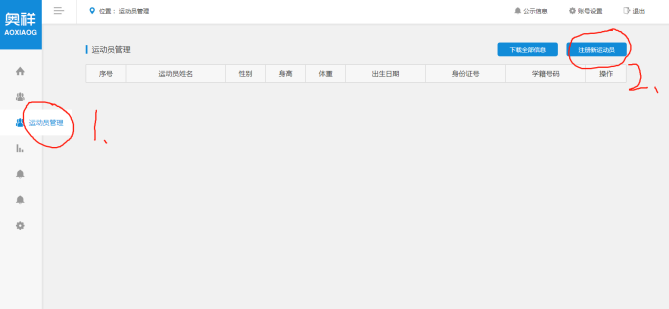 奥祥
AOXIAOG
位置： 运动员管理
公示信息
账号设置
退出
运动员管理
下载全部信息
注册新运动员
序号 运动员姓名 性别 身高 体重 出生日期 身份证号 学籍号码 操作
运动员管理
1、
2、